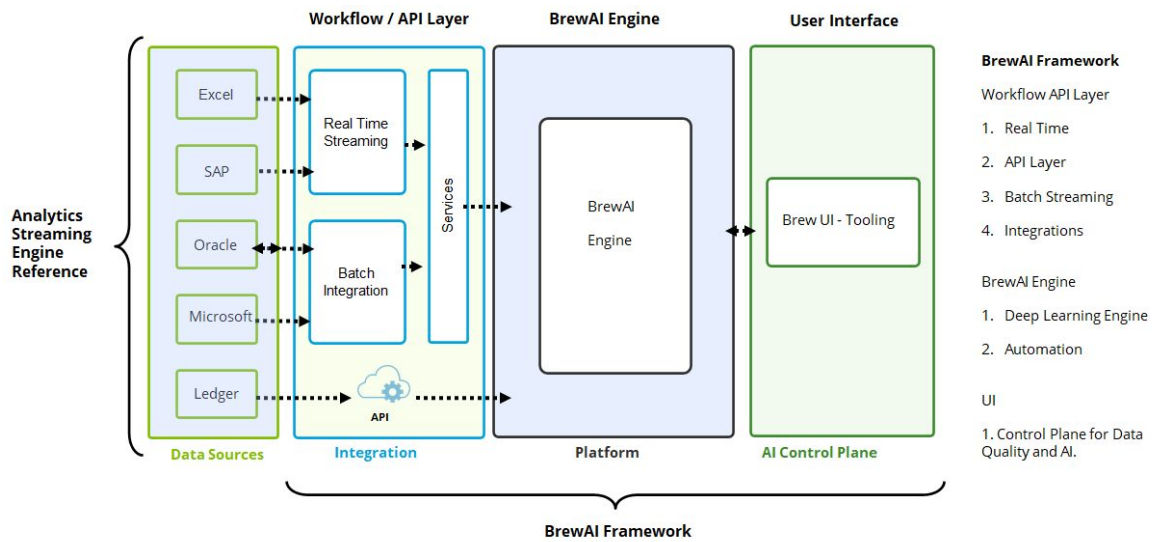 Workflow / API Layer
BrewAI Engine
User Interface
Analytics
Streaming
Engine
Reference
Excel
SAP
Oracle
Microsoft
Ledger
Data Sources
Real Time
Streaming
Batch
Integration
Services
API
Integration
BrewAI
Engine
Platform
Brew UI - Tooling
AI Control Plane
BrewAI Framework
BrewAI Framework
Workflow API Layer
1. Real Time
2. API Layer
3. Batch Streaming
4. Integrations
BrewAI Engine
1. Deep Learning Engine
2. Automation
UI
1. Control Plane for Data
Quality and AI.